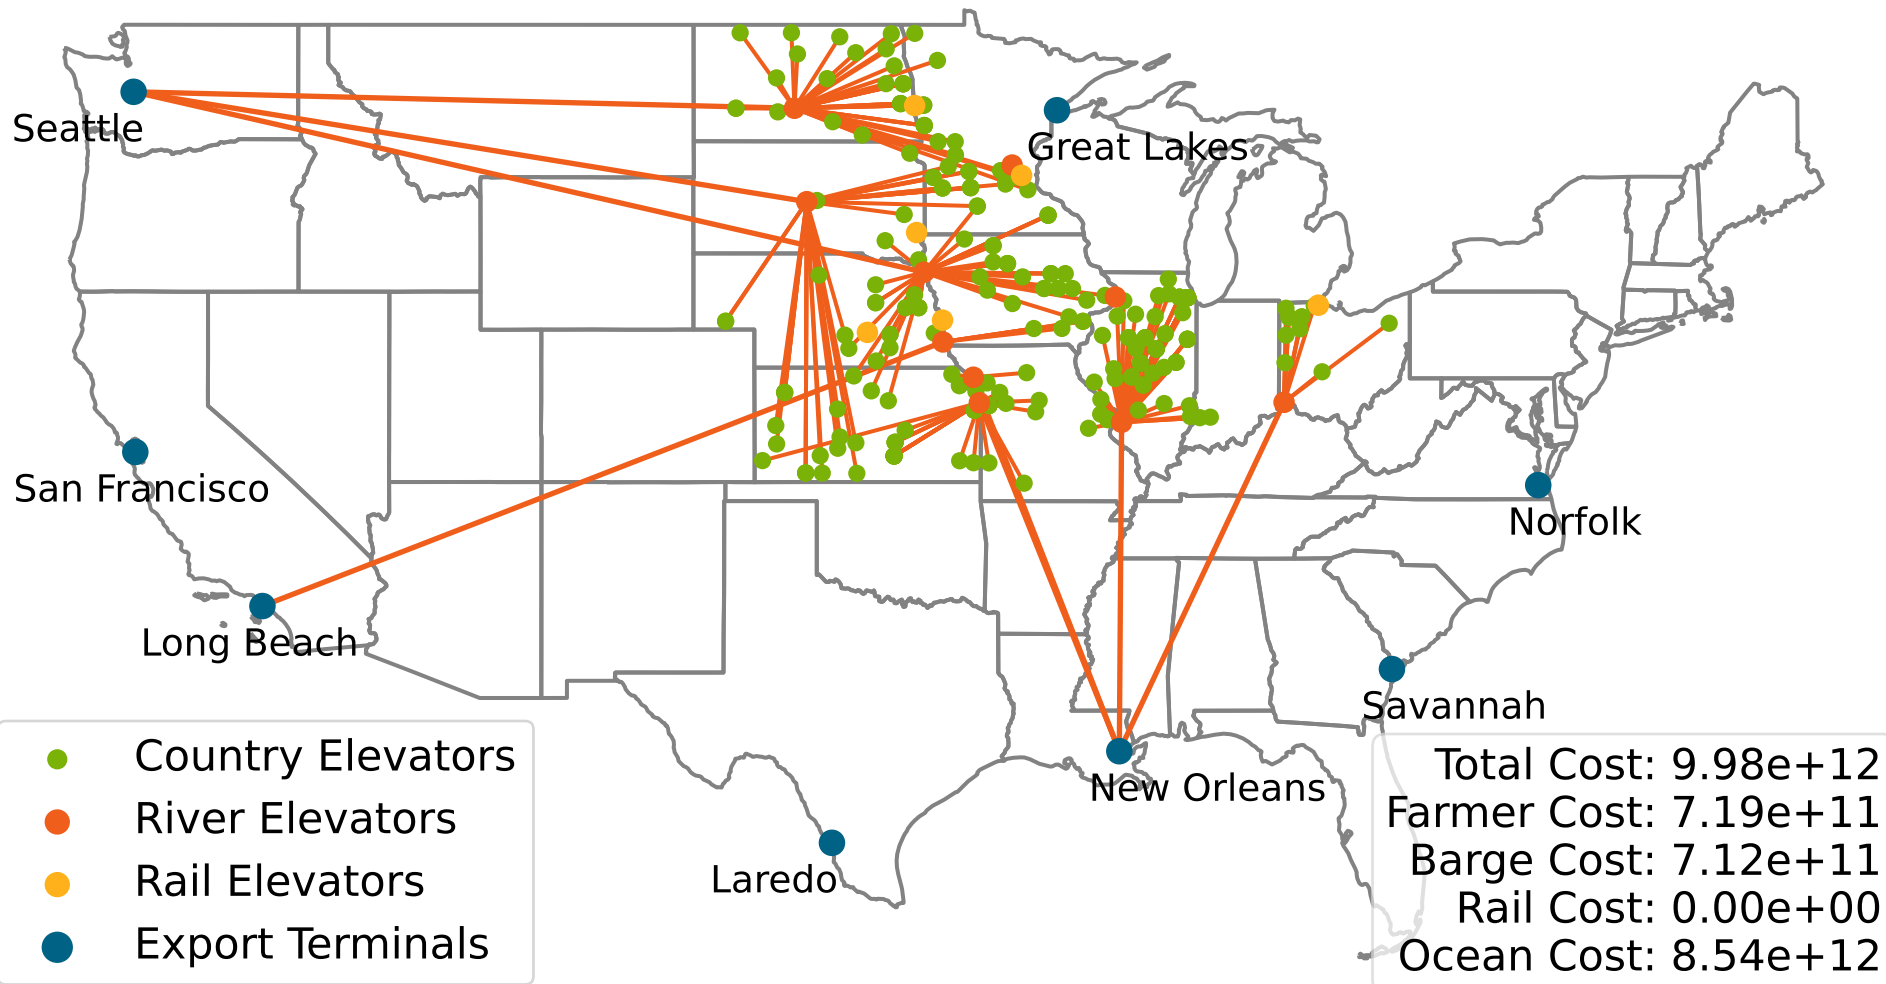 Seattle
Great Lakes
San Francisco
Norfolk
Long Beach
Savannah
New Orleans
Laredo
Country Elevators
River Elevators
Rail Elevators
Export Terminals
Total Cost: 9.98e+12
Farmer Cost: 7.19e+11
Barge Cost: 7.12e+11
Rail Cost: 0.00e+00
Ocean Cost: 8.54e+12